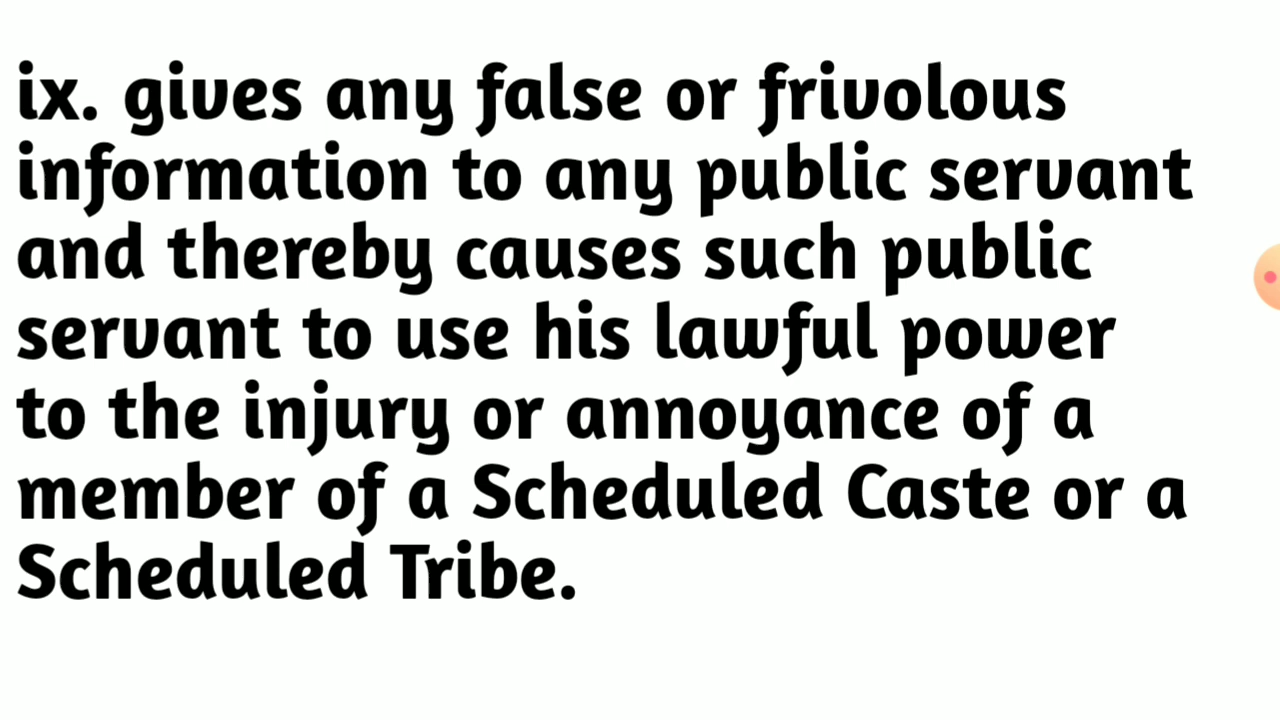 ix. gives any false or frivolous
information to any public servant
and thereby causes such public
servant to use his lawful power
to the injury or annoyance of a
member of a Scheduled Caste or a
Scheduled Tribe.